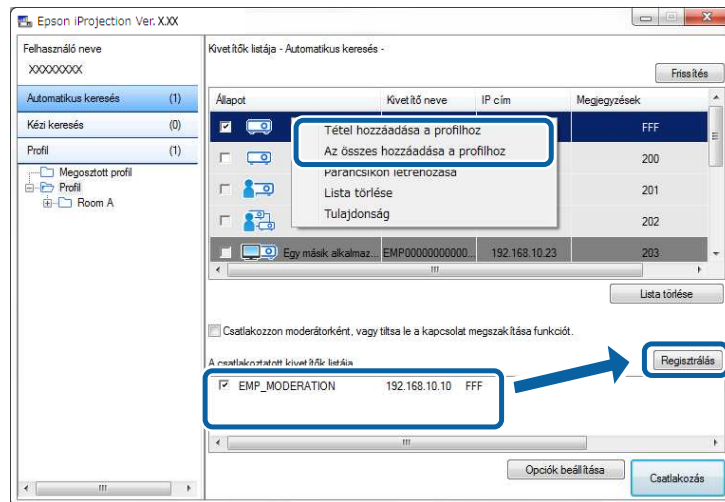 Epson iProjection Ver. X.XX
Felhasználó neve
XXXXXXXX
Automatikus keresés (1)
Kézi keresés (0)
Profil (1)
Megosztott profil
Profil
Room A
Kivetítők listája - Automatikus keresés -
Frissítés
Állapot Kivetítő neve IP cím Megjegyzések
FFF
Tétel hozzáadása a profilhoz
Az összes hozzáadása a profilhoz
200
Parancsikon létrehozása
Lista törlése
201
Tulajdonság
202
Egy másik alkalmaz... EMP00000000000... 192.168.10.23 203
Lista törlése
Csatlakozzon moderátorként, vagy tiltsa le a kapcsolat megszakítása funkciót.
A csatlakoztatott kivetítők listája
Regisztrálás
EMP_MODERATION 192.168.10.10 FFF
Opciók beállítása
Csatlakozás